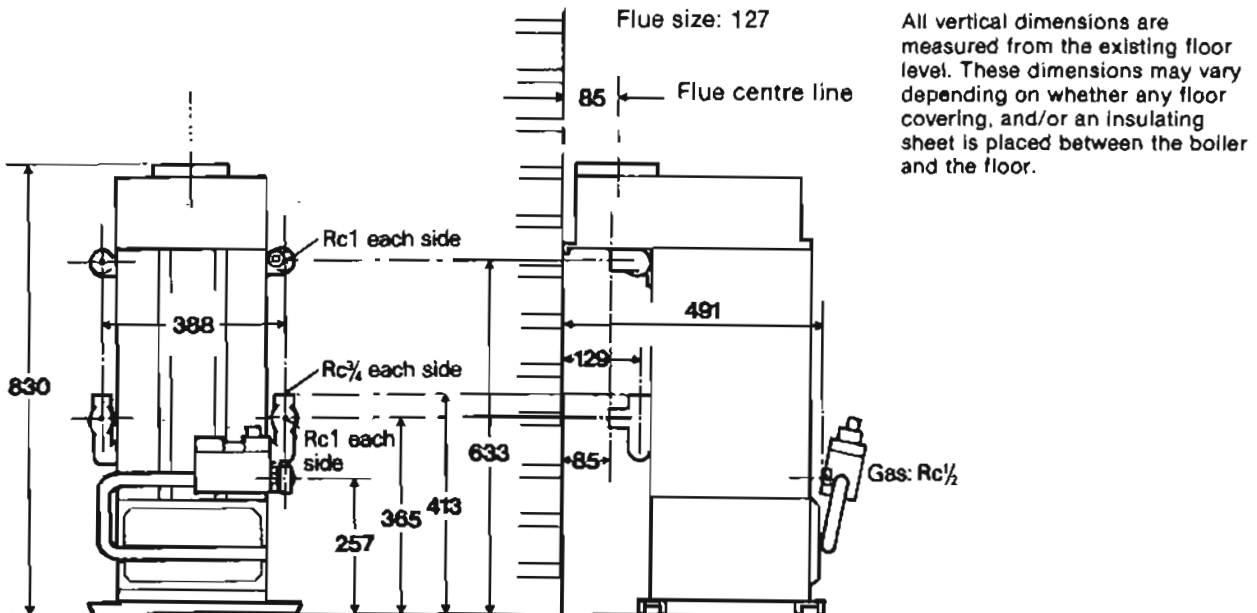 Flue size: 127
All vertical dimensions are
measured from the existing floor
level. These dimensions may vary
depending on whether any floor
covering, and/or an insulating
sheet is placed between the boiler
and the floor.
85
Flue centre line
Rc1 each side
388
491
129
Rc¾ each side
830
Rc1 each
side
633
85
Gas: Rc½
413
365
257